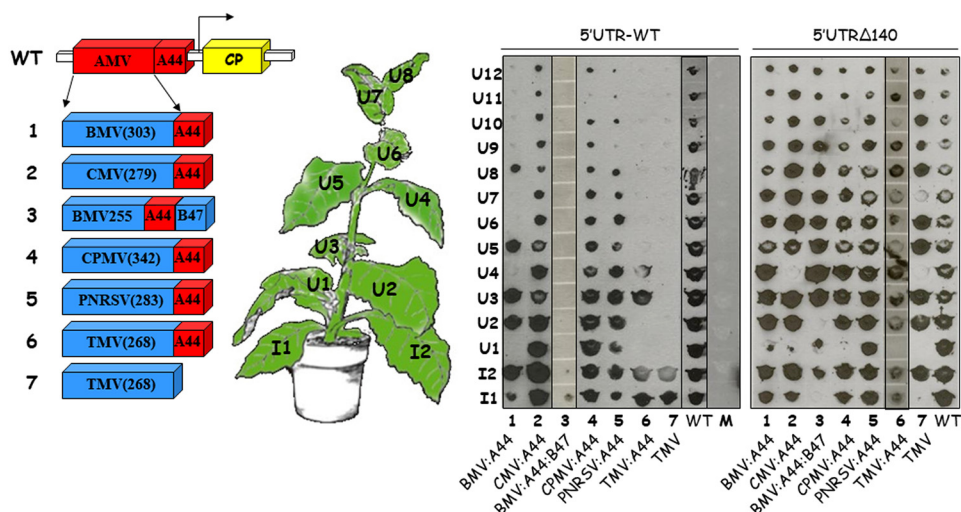 WT
AMV
A44
CP
1
BMV(303)
A44
2
CMV(279)
A44
3
BMV255
A44
B47
4
CPMV(342)
A44
5
PNRSV(283)
A44
6
TMV(268)
A44
7
TMV(268)
U8
U7
U6
U5
U4
U3
U1
U2
I1
I2
5'UTR-WT
5'UTRΔ140
U12
U11
U10
U9
U8
U7
U6
U5
U4
U3
U2
U1
I2
I1
1 2 3 4 5 6 7 WT M
BMV:A44
CMV:A44
BMV:A44:B47
CPMV:A44
PNRSV:A44
TMV:A44
TMV
1 2 3 4 5 6 7 WT
BMV:A44
CMV:A44
BMV:A44:B47
CPMV:A44
PNRSV:A44
TMV:A44
TMV